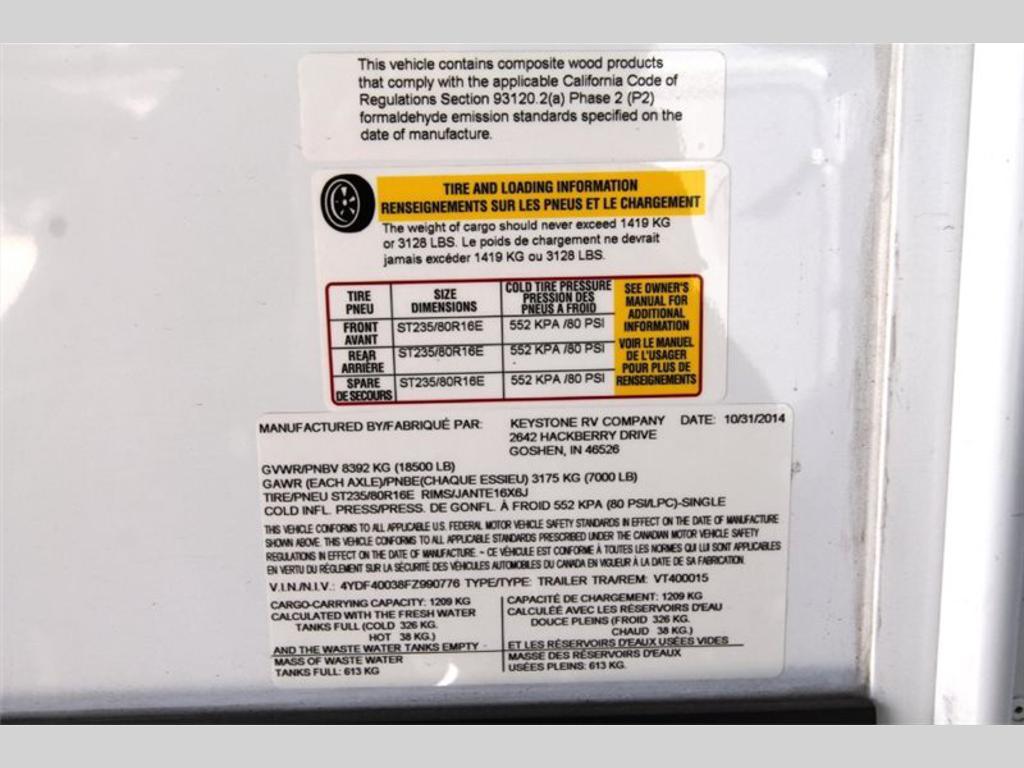 This vehicle contains composite wood products
that comply with the applicable California Code of
Regulations Section 93120.2(a) Phase 2 (P2)
formaldehyde emission standards specified on the
date of manufacture.
TIRE AND LOADING INFORMATION
RENSEIGNEMENTS SUR LES PNEUS ET LE CHARGEMENT
The weight of cargo should never exceed 1419 KG
or 3128 LBS. Le poids de chargement ne devrait
jamais excéder 1419 KG ou 3128 LBS.
TIRE
PNEU
SIZE
DIMENSIONS
COLD TIRE PRESSURE
PRESSION DES
PNEUS A FROID
FRONT
AVANT
ST235/80R16E
552 KPA /80 PSI
REAR
ARRIÈRE
ST235/80R16E
552 KPA /80 PSI
SPARE
DE SECOURS
ST235/80R16E
552 KPA /80 PSI
SEE OWNER'S
MANUAL FOR
ADDITIONAL
INFORMATION
VOIR LE MANUEL
DE L'USAGER
POUR PLUS DE
RENSEIGNEMENTS
MANUFACTURED BY/FABRIQUÉ PAR: KEYSTONE RV COMPANY DATE: 10/31/2014
2642 HACKBERRY DRIVE
GOSHEN, IN 46526
GVWR/PNBV 8392 KG (18500 LB)
GAWR (EACH AXLE)/PNBE(CHAQUE ESSIEU) 3175 KG (7000 LB)
TIRE/PNEU ST235/80R16E RIMS/JANTE16X6J
COLD INFL. PRESS/PRESS. DE GONFL. À FROID 552 KPA (80 PSI/LPC)-SINGLE
THIS VEHICLE CONFORMS TO ALL APPLICABLE U.S. FEDERAL MOTOR VEHICLE SAFETY STANDARDS IN EFFECT ON THE DATE OF MANUFACTURE
SHOWN ABOVE. THIS VEHICLE CONFORMS TO ALL APPLICABLE STANDARDS PRESCRIBED UNDER THE CANADIAN MOTOR VEHICLE SAFETY
REGULATIONS IN EFFECT ON THE DATE OF MANUFACTURE. - CE VÉHICULE EST CONFORME À TOUTES LES NORMES QUI LUI SONT APPLICABLES
EN VERTU DU RÈGLEMENT SUR LA SÉCURITÉ DES VÉHICULES AUTOMOBILES DU CANADA EN VIGUEUR À LA DATE DE SA FABRICATION.
V.I.N./N.I.V.: 4YDF40038FZ990776 TYPE/TYPE: TRAILER TRA/REM: VT400015
CARGO-CARRYING CAPACITY: 1209 KG
CALCULATED WITH THE FRESH WATER
TANKS FULL (COLD 326 KG.
HOT 38 KG.)
AND THE WASTE WATER TANKS EMPTY
MASS OF WASTE WATER
TANKS FULL: 613 KG
CAPACITÉ DE CHARGEMENT: 1209 KG
CALCULÉE AVEC LES RÉSERVOIRS D'EAU
DOUCE PLEINS (FROID 326 KG.
CHAUD 38 KG.)
ET LES RÉSERVOIRS D'EAUX USÉES VIDES
MASSE DES RÉSERVOIRS D'EAUX
USÉES PLEINS: 613 KG.